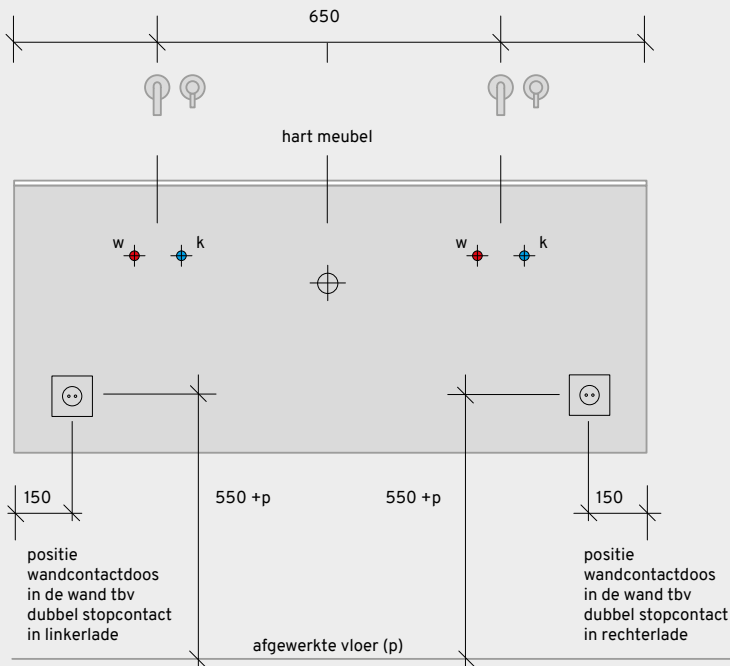 650
hart meubel
w k w k
150 550 +p 550 +p 150
positie
wandcontactdoos
in de wand tbv
dubbel stopcontact
in linkerlade
positie
wandcontactdoos
in de wand tbv
dubbel stopcontact
in rechterlade
afgewerkte vloer (p)